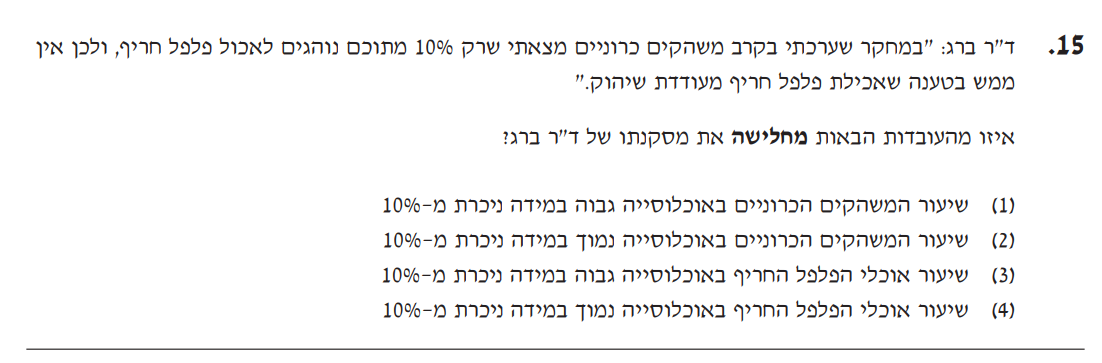 15. ד"ר ברג: "במחקר שערכתי בקרב משהקים כרוניים מצאתי שרק 10% מתוכם נוהגים לאכול פלפל חריף, ולכן אין
ממש בטענה שאכילת פלפל חריף מעודדת שיהוק."
איזו מהעובדות הבאות מחלישה את מסקנתו של ד"ר ברג?
(1) שיעור המשהקים הכרוניים באוכלוסייה גבוה במידה ניכרת מ-10%
(2) שיעור המשהקים הכרוניים באוכלוסייה נמוך במידה ניכרת מ-10%
(3) שיעור אוכלי הפלפל החריף באוכלוסייה גבוה במידה ניכרת מ-10%
(4) שיעור אוכלי הפלפל החריף באוכלוסייה נמוך במידה ניכרת מ-10%